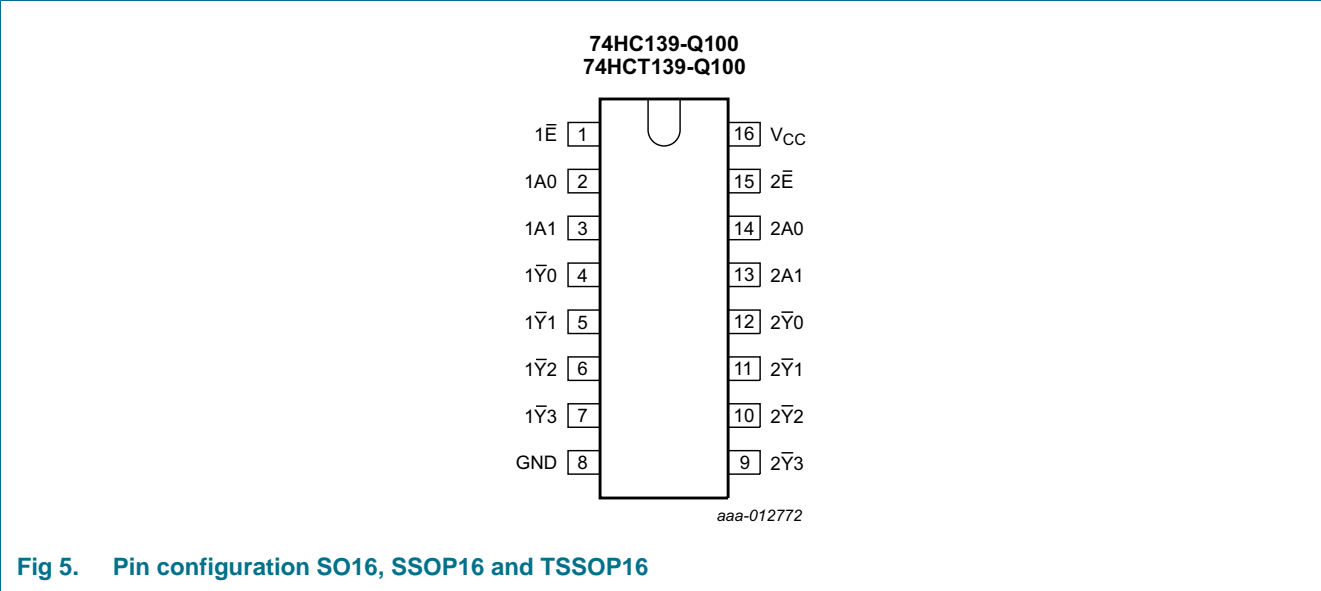 74HC139-Q100
74HCT139-Q100
1E̅ 1 16 VCC
1A0 2 15 2E̅
1A1 3 14 2A0
1Y̅0 4 13 2A1
1Y̅1 5 12 2Y̅0
1Y̅2 6 11 2Y̅1
1Y̅3 7 10 2Y̅2
GND 8 9 2Y̅3
aaa-012772
Fig 5. Pin configuration SO16, SSOP16 and TSSOP16